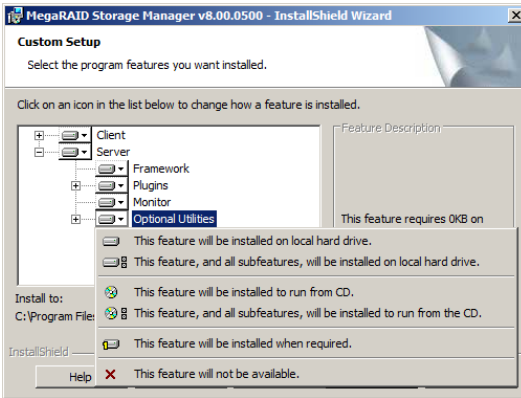 MegaRAID Storage Manager v8.00.0500 - InstallShield Wizard
Custom Setup
Select the program features you want installed.
Click on an icon in the list below to change how a feature is installed.
Client
Server
Framework
Plugins
Monitor
Optional Utilities
Feature Description
This feature requires 0KB on
This feature will be installed on local hard drive.
This feature, and all subfeatures, will be installed on local hard drive.
This feature will be installed to run from CD.
This feature, and all subfeatures, will be installed to run from the CD.
This feature will be installed when required.
This feature will not be available.
Install to:
C:\Program Files
InstallShield
Help